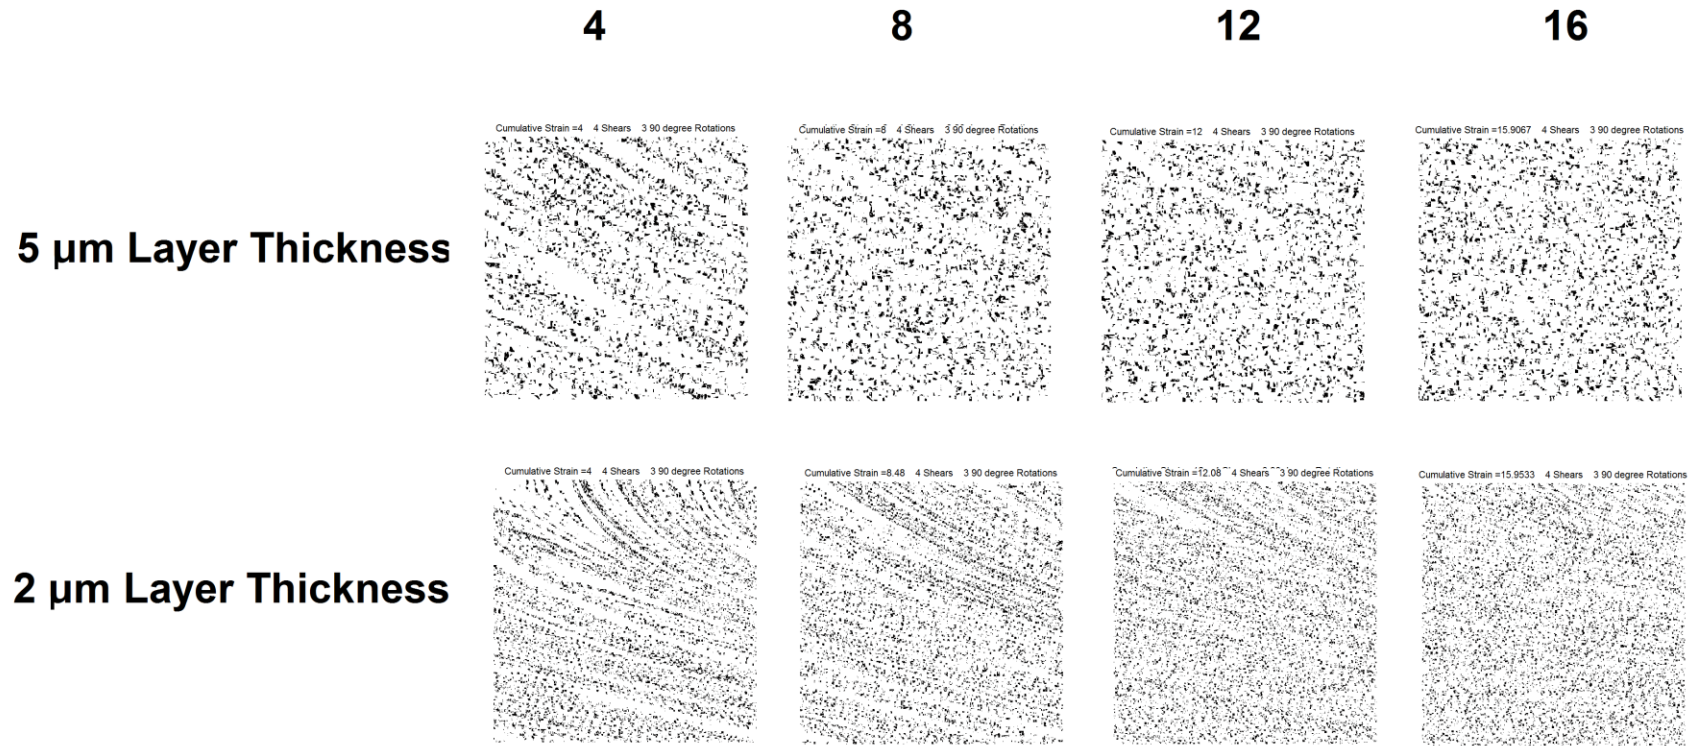 4 8 12 16
Cumulative Strain =4 4 Shears 3 90 degree Rotations
Cumulative Strain =8 4 Shears 3 90 degree Rotations
Cumulative Strain =12 4 Shears 3 90 degree Rotations
Cumulative Strain =15.9067 4 Shears 3 90 degree Rotations
5 µm Layer Thickness
Cumulative Strain =4 4 Shears 3 90 degree Rotations
Cumulative Strain =8.48 4 Shears 3 90 degree Rotations
Cumulative Strain =12.08 4 Shears 3 90 degree Rotations
Cumulative Strain =15.9533 4 Shears 3 90 degree Rotations
2 µm Layer Thickness